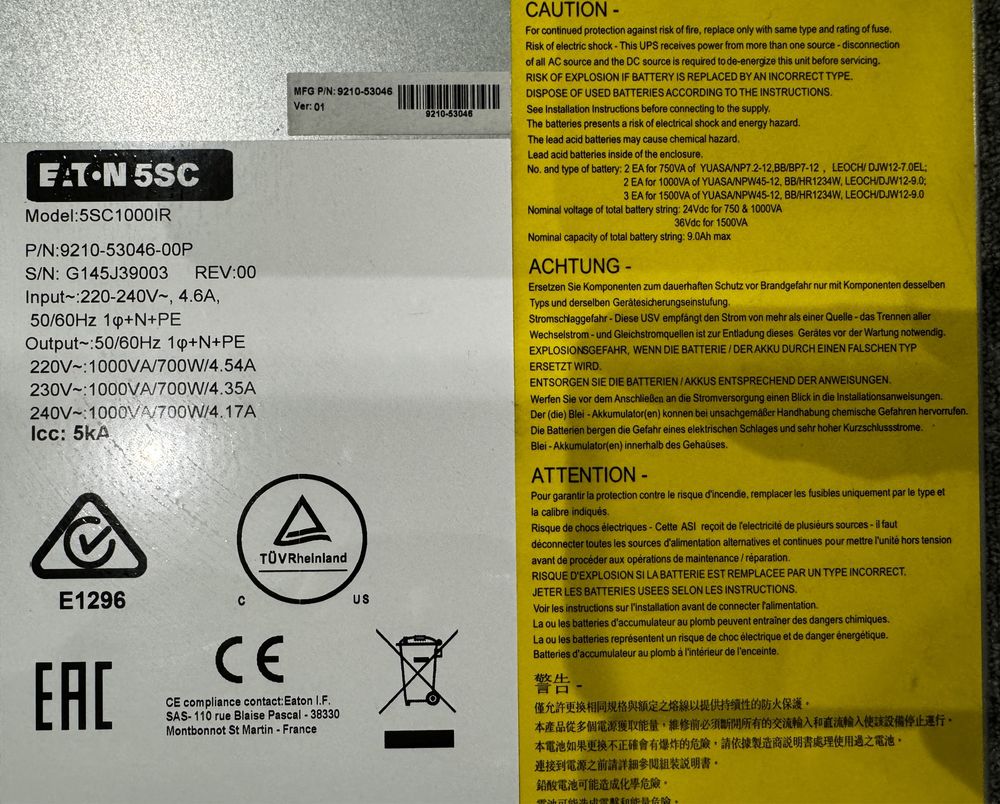 MFG P/N: 9210-53046
Ver: 01
9210-53046
EATON 5SC
Model:5SC1000IR
P/N:9210-53046-00P
S/N: G145J39003 REV:00
Input~:220-240V~, 4.6A,
50/60Hz 1φ+N+PE
Output~:50/60Hz 1φ+N+PE
220V~:1000VA/700W/4.54A
230V~:1000VA/700W/4.35A
240V~:1000VA/700W/4.17A
Icc: 5kA
E1296
TÜVRheinland
C US
EAC
CE
CE compliance contact:Eaton I.F.
SAS- 110 rue Blaise Pascal - 38330
Montbonnot St Martin - France
CAUTION -
For continued protection against risk of fire, replace only with same type and rating of fuse.
Risk of electric shock - This UPS receives power from more than one source - disconnection
of all AC source and the DC source is required to de-energize this unit before servicing.
RISK OF EXPLOSION IF BATTERY IS REPLACED BY AN INCORRECT TYPE.
DISPOSE OF USED BATTERIES ACCORDING TO THE INSTRUCTIONS.
See Installation Instructions before connecting to the supply.
The batteries presents a risk of electrical shock and energy hazard.
The lead acid batteries may cause chemical hazard.
Lead acid batteries inside of the enclosure.
No. and type of battery: 2 EA for 750VA of YUASA/NP7.2-12,BB/BP7-12 , LEOCH/ DJW12-7.0EL;
2 EA for 1000VA of YUASA/NPW45-12, BB/HR1234W, LEOCH/DJW12-9.0;
3 EA for 1500VA of YUASA/NPW45-12, BB/HR1234W, LEOCH/DJW12-9.0
Nominal voltage of total battery string: 24Vdc for 750 & 1000VA
36Vdc for 1500VA
Nominal capacity of total battery string: 9.0Ah max
ACHTUNG -
Ersetzen Sie Komponenten zum dauerhaften Schutz vor Brandgefahr nur mit Komponenten desselben
Typs und derselben Gerätesicherungseinstufung.
Stromschlaggefahr - Diese USV empfängt den Strom von mehr als einer Quelle - das Trennen aller
Wechselstrom - und Gleichstromquellen ist zur Entladung dieses Gerätes vor der Wartung notwendig.
EXPLOSIONSGEFAHR, WENN DIE BATTERIE / DER AKKU DURCH EINEN FALSCHEN TYP
ERSETZT WIRD.
ENTSORGEN SIE DIE BATTERIEN / AKKUS ENTSPRECHEND DER ANWEISUNGEN.
Werfen Sie vor dem Anschließen an die Stromversorgung einen Blick in die Installationsanweisungen.
Der (die) Blei - Akkumulator(en) konnen bei unsachgemäßer Handhabung chemische Gefahren hervorrufen.
Die Batterien bergen die Gefahr eines elektrischen Schlages und sehr hoher Kurzschlussstrome.
Blei - Akkumulator(en) innerhalb des Gehäuses.
ATTENTION -
Pour garantir la protection contre le risque d'incendie, remplacer les fusibles uniquement par le type et
la calibre indiqués.
Risque de chocs électriques - Cette ASI reçoit de l'electricité de plusiéurs sources - il faut
déconnecter toutes les sources d'alimentation alternatives et continues pour mettre l'unité hors tension
avant de procéder aux opérations de maintenance / réparation.
RISQUE D'EXPLOSION SI LA BATTERIE EST REMPLACEE PAR UN TYPE INCORRECT.
JETER LES BATTERIES USEES SELON LES INSTRUCTIONS.
Voir les instructions sur l'installation avant de connecter l'alimentation.
La ou les batteries d'accumulateur au plomb peuvent entraîner des dangers chimiques.
La ou les batteries représentent un risque de choc électrique et de danger énergétique.
Batteries d'accumulateur au plomb à l'intérieur de l'enceinte.
警告 -
僅允許更換相同規格與額定之熔線以提供持續性的防火保護。
本產品從多個電源獲取能量，維修前必須斷開所有的交流輸入和直流輸入使該設備停止運行。
本電池如果更換不正確會有爆炸的危險，請依據製造商說明書處理使用過之電池。
連接到電源之前請詳細參閱組裝說明書。
鉛酸電池可能造成化學危險。
電池可能造成電擊和能量危險。